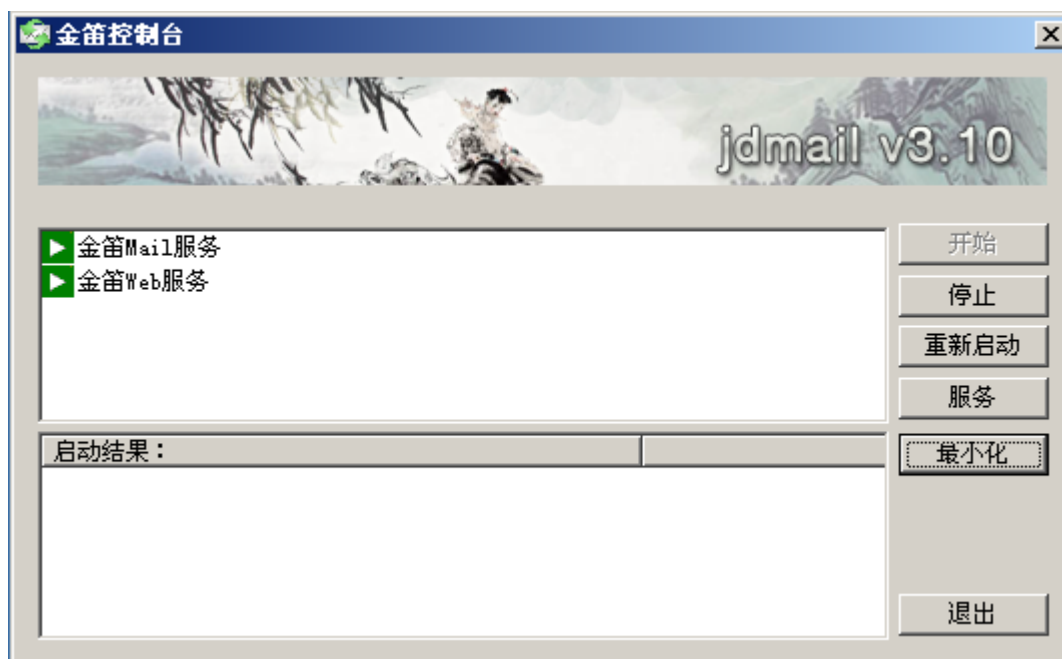 金笛控制台
jdmail v3.10
金笛Mail服务
金笛Web服务
开始
停止
重新启动
服务
启动结果：
最小化
退出